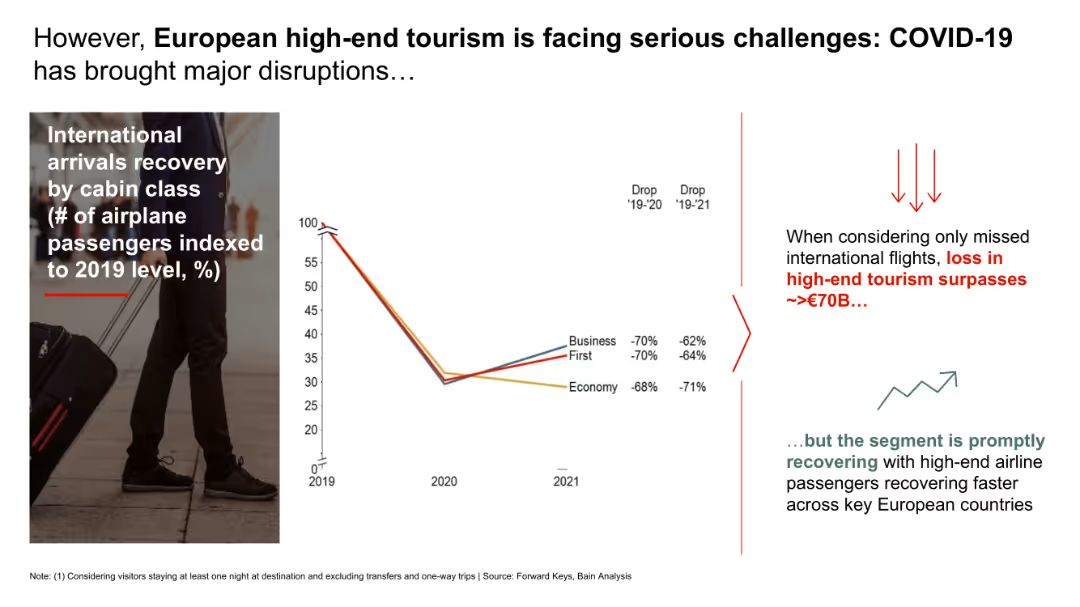 However, European high-end tourism is facing serious challenges: COVID-19
has brought major disruptions…
International
arrivals recovery
by cabin class
(# of airplane
passengers indexed
to 2019 level, %)
Drop Drop
'19-'20 '19-'21
100
55
50
45
40
35
30
25
20
0
Business -70% -62%
First -70% -64%
Economy -68% -71%
2019 2020 2021
When considering only missed
international flights, loss in
high-end tourism surpasses
~>€70B…
…but the segment is promptly
recovering with high-end airline
passengers recovering faster
across key European countries
Note: (1) Considering visitors staying at least one night at destination and excluding transfers and one-way trips | Source: Forward Keys, Bain Analysis